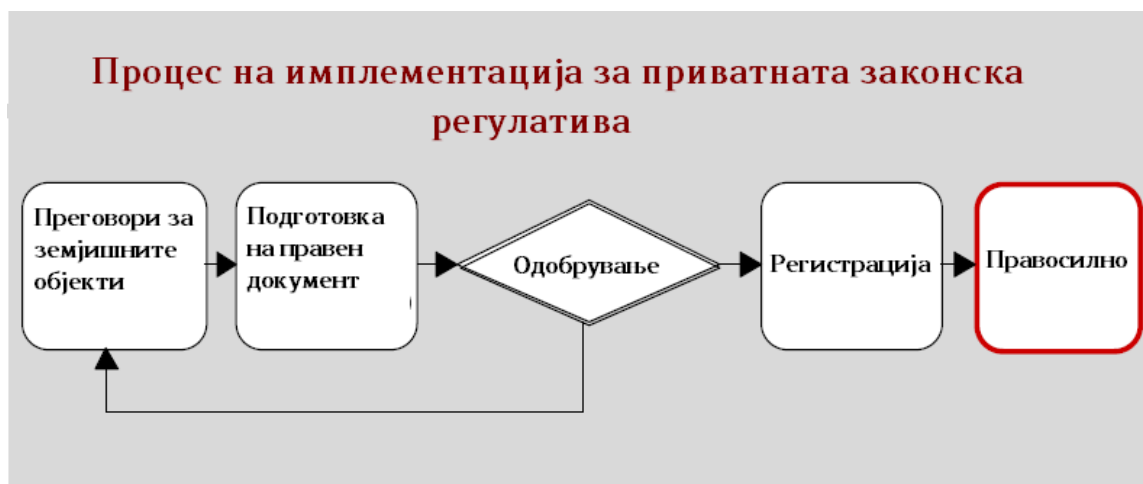 Процес на имплементација за приватната законска
регулатива
Преговори за
земјишните
објекти
Подготовка
на правен
документ
)
Одобрување
Регистрација
Правосилно